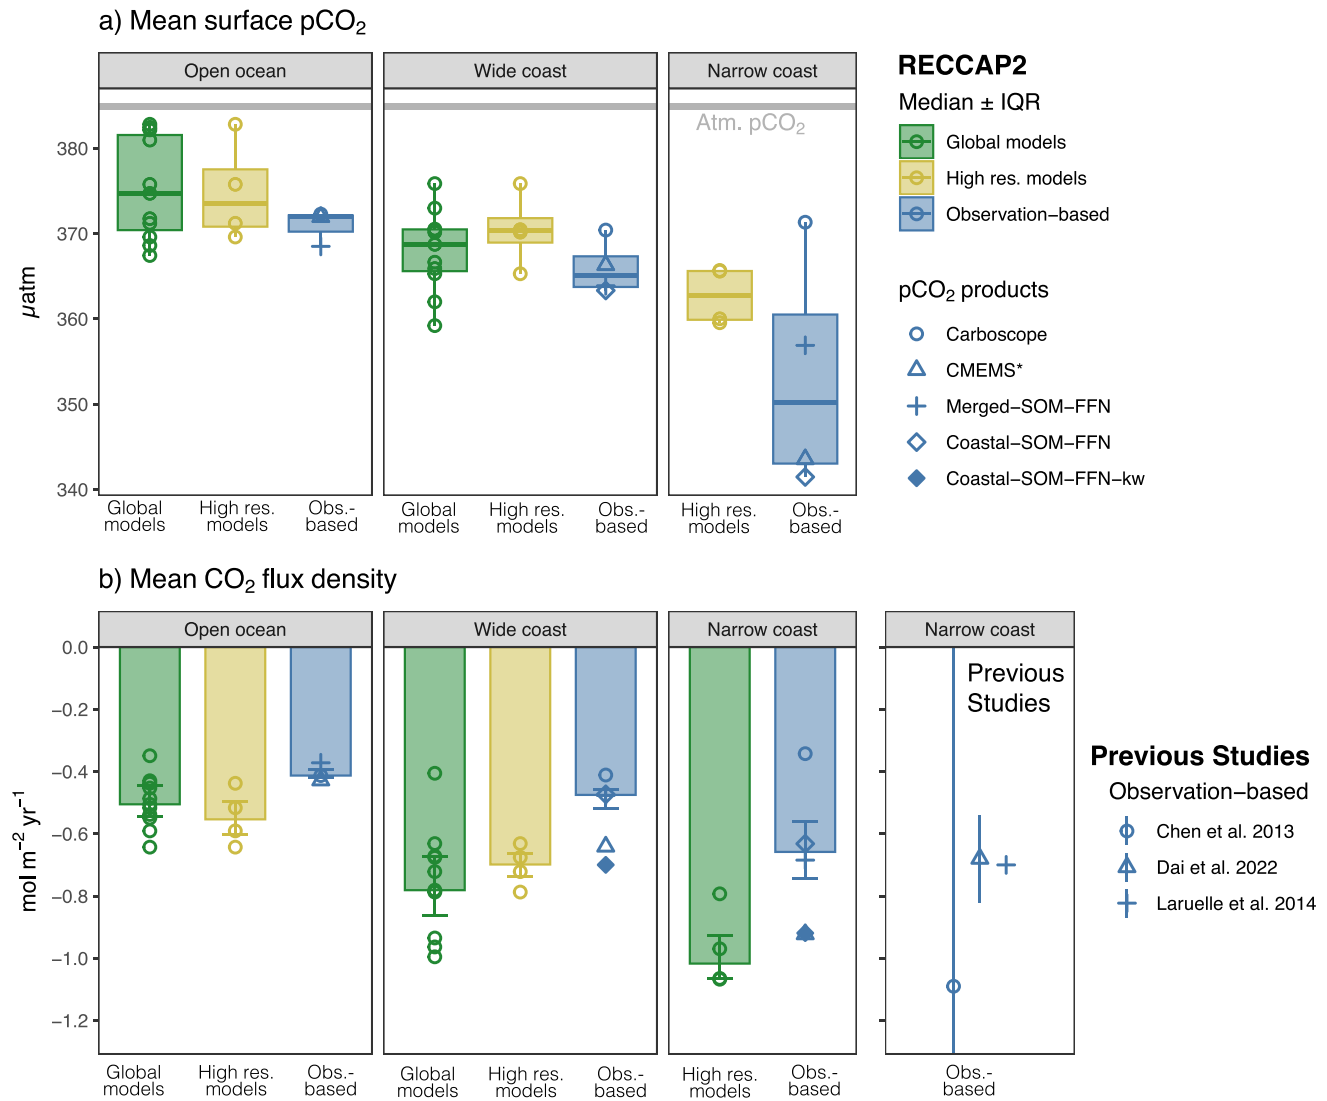 a) Mean surface pCO₂
Open ocean
Wide coast
Narrow coast
Atm. pCO₂
380
370
360
350
340
µatm
Global models
High res. models
Obs.-based
Global models
High res. models
Obs.-based
High res. models
Obs.-based
RECCAP2
Median ± IQR
Global models
High res. models
Observation−based
pCO₂ products
Carboscope
CMEMS*
Merged−SOM−FFN
Coastal−SOM−FFN
Coastal−SOM−FFN−kw
b) Mean CO₂ flux density
Open ocean
Wide coast
Narrow coast
Narrow coast
Previous
Studies
0.0
−0.2
−0.4
−0.6
−0.8
−1.0
−1.2
mol m⁻² yr⁻¹
Global models
High res. models
Obs.-based
Global models
High res. models
Obs.-based
High res. models
Obs.-based
Obs.-based
Previous Studies
Observation−based
Chen et al. 2013
Dai et al. 2022
Laruelle et al. 2014